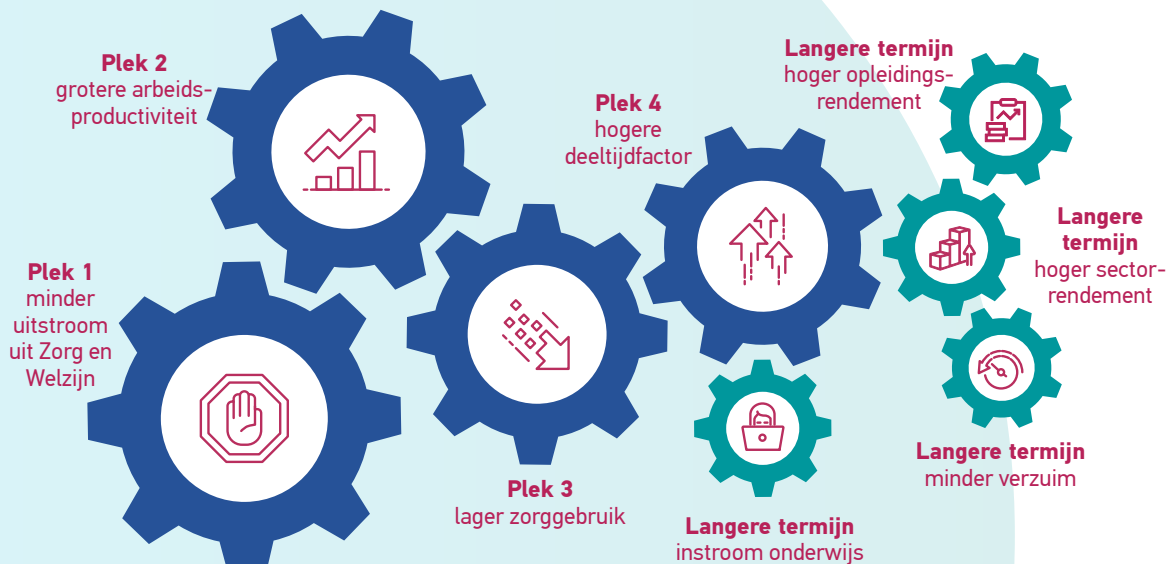 Plek 1
minder
uitstroom
uit Zorg en
Welzijn
Plek 2
grotere arbeids-
productiviteit
Plek 3
lager zorggebruik
Plek 4
hogere
deeltijdfactor
Langere termijn
hoger opleidings-
rendement
Langere
termijn
hoger sector-
rendement
Langere termijn
minder verzuim
Langere termijn
instroom onderwijs